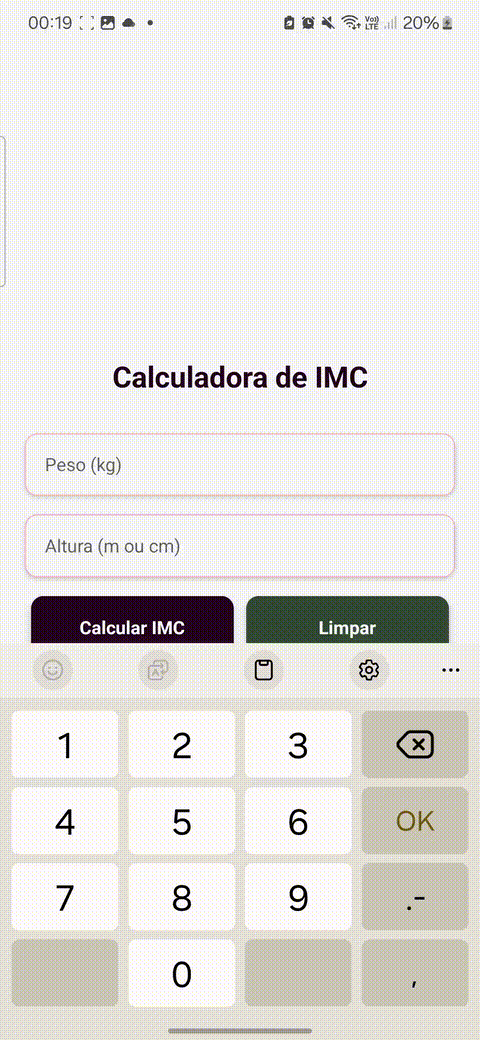 00:19 Vo)) LTE 20%
Calculadora de IMC
Peso (kg)
Altura (m ou cm)
Calcular IMC Limpar
A
1 2 3
4 5 6 OK
7 8 9 .-
0 ,